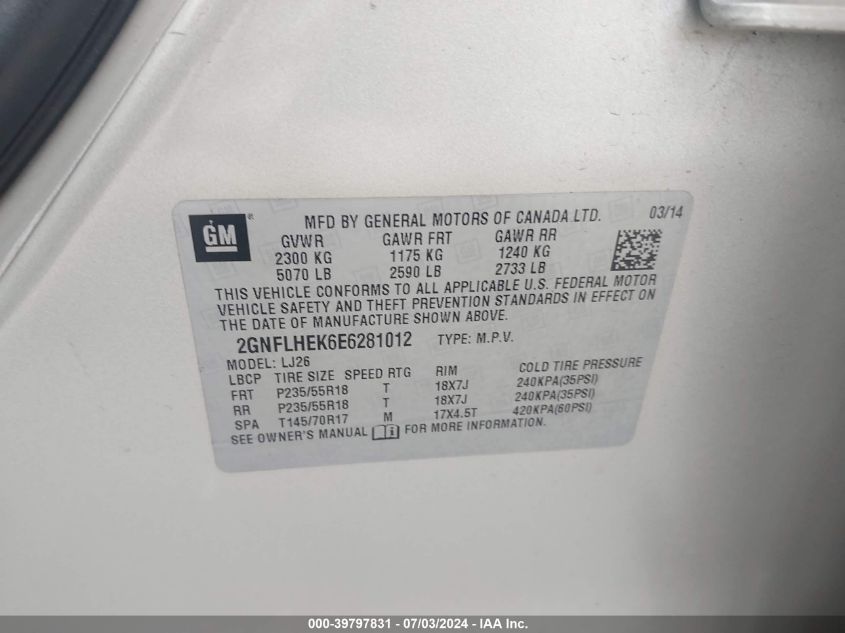 GM ® MFD BY GENERAL MOTORS OF CANADA LTD. 03/14
GVWR GAWR FRT GAWR RR
2300 KG 1175 KG 1240 KG
5070 LB 2590 LB 2733 LB
THIS VEHICLE CONFORMS TO ALL APPLICABLE U.S. FEDERAL MOTOR
VEHICLE SAFETY AND THEFT PREVENTION STANDARDS IN EFFECT ON
THE DATE OF MANUFACTURE SHOWN ABOVE.
2GNFLHEK6E6281012 TYPE: M.P.V.
MODEL: LJ26
LBCP TIRE SIZE SPEED RTG RIM COLD TIRE PRESSURE
FRT P235/55R18 T 18X7J 240KPA(35PSI)
RR P235/55R18 T 18X7J 240KPA(35PSI)
SPA T145/70R17 M 17X4.5T 420KPA(60PSI)
SEE OWNER'S MANUAL FOR MORE INFORMATION.
000-39797831 - 07/03/2024 - IAA Inc.